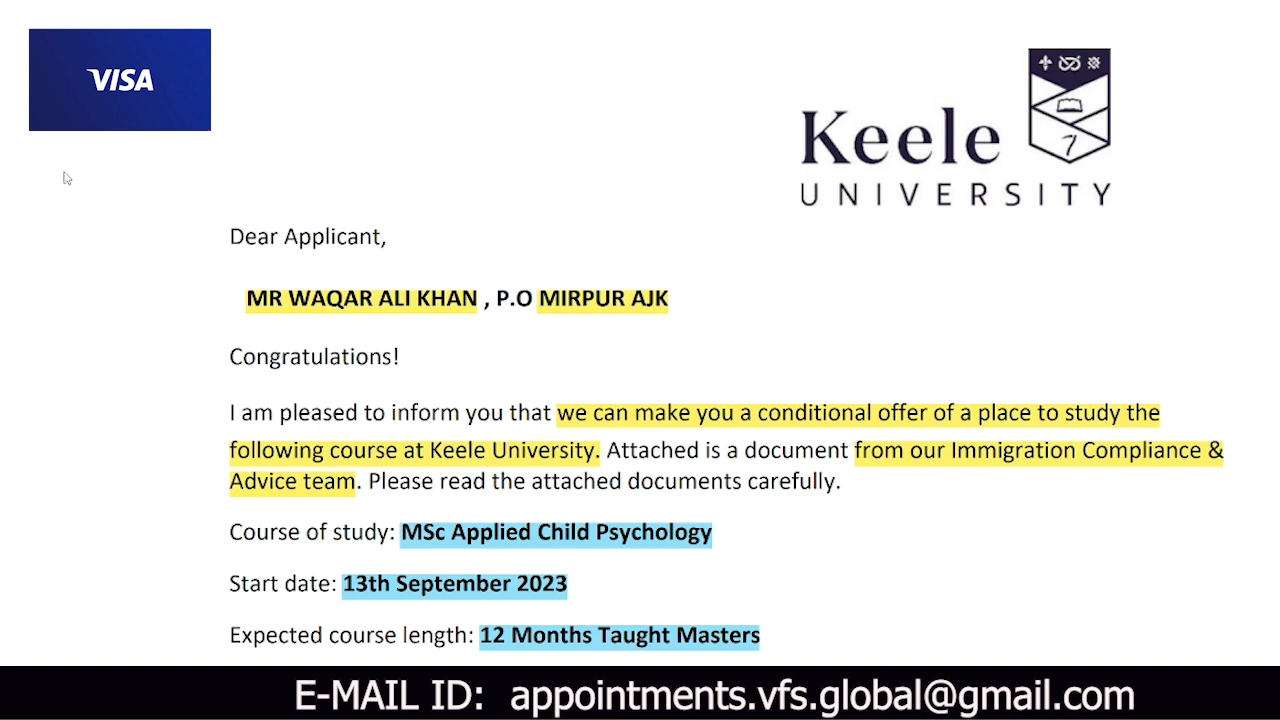 VISA
Keele
UNIVERSITY
Dear Applicant,
MR WAQAR ALI KHAN , P.O MIRPUR AJK
Congratulations!
I am pleased to inform you that we can make you a conditional offer of a place to study the
following course at Keele University. Attached is a document from our Immigration Compliance &
Advice team. Please read the attached documents carefully.
Course of study: MSc Applied Child Psychology
Start date: 13th September 2023
Expected course length: 12 Months Taught Masters
E-MAIL ID: appointments.vfs.global@gmail.com